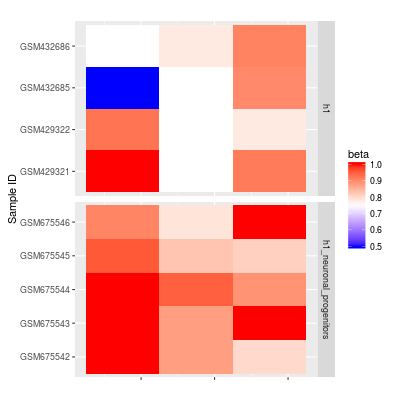 GSM432686
GSM432685
GSM429322
GSM429321
h1
GSM675546
GSM675545
GSM675544
GSM675543
GSM675542
h1_neuronal_progenitors
Sample ID
beta
1.0
0.9
0.8
0.7
0.6
0.5